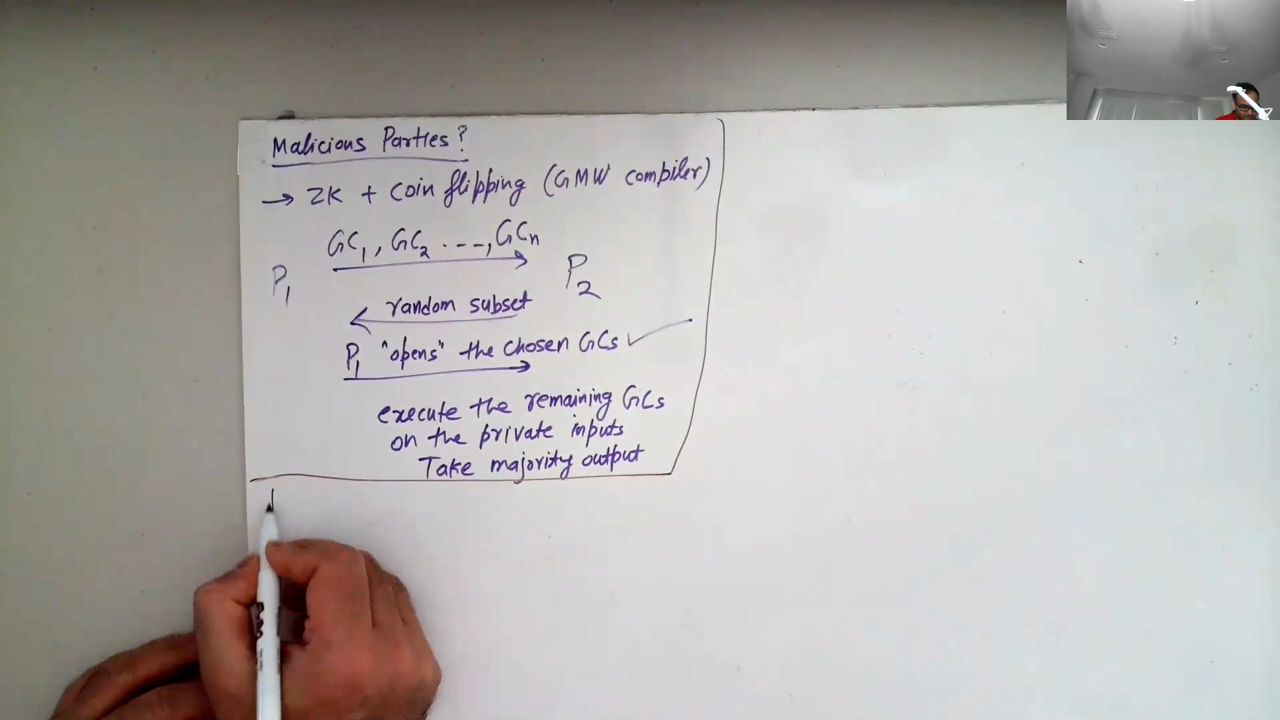 Malicious Parties?
→ ZK + coin flipping (GMW compiler)
GC1, GC2 ----, GCn
P1 P2
random subset
P1 "opens" the chosen GCs ✓
execute the remaining GCs
on the private inputs
Take majority output